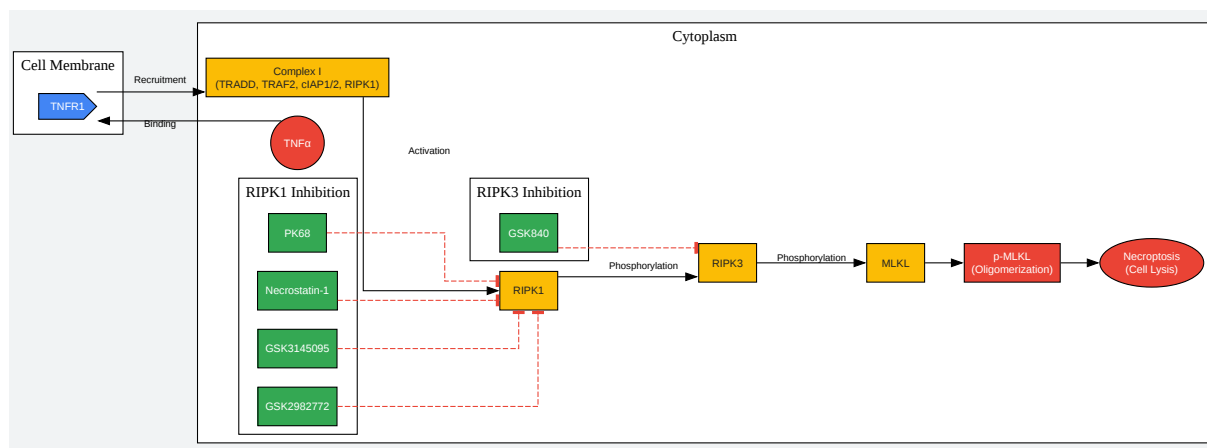 Cytoplasm
Cell Membrane
TNFR1
Recruitment
Complex I
(TRADD, TRAF2, cIAP1/2, RIPK1)
Binding
TNFα
Activation
RIPK1 Inhibition
PK68
Necrostatin-1
GSK3145095
GSK2982772
RIPK3 Inhibition
GSK840
RIPK1
Phosphorylation
RIPK3
Phosphorylation
MLKL
p-MLKL
(Oligomerization)
Necroptosis
(Cell Lysis)